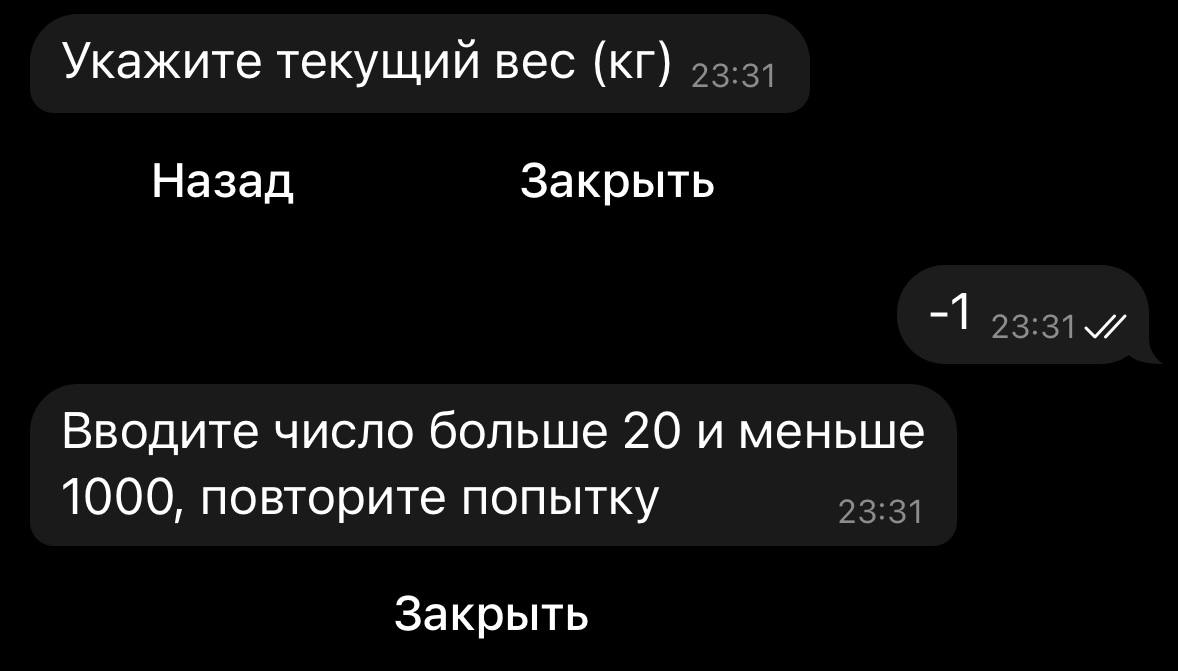 Укажите текущий вес (кг) 23:31
Назад Закрыть
-1 23:31
Вводите число больше 20 и меньше
1000, повторите попытку 23:31
Закрыть